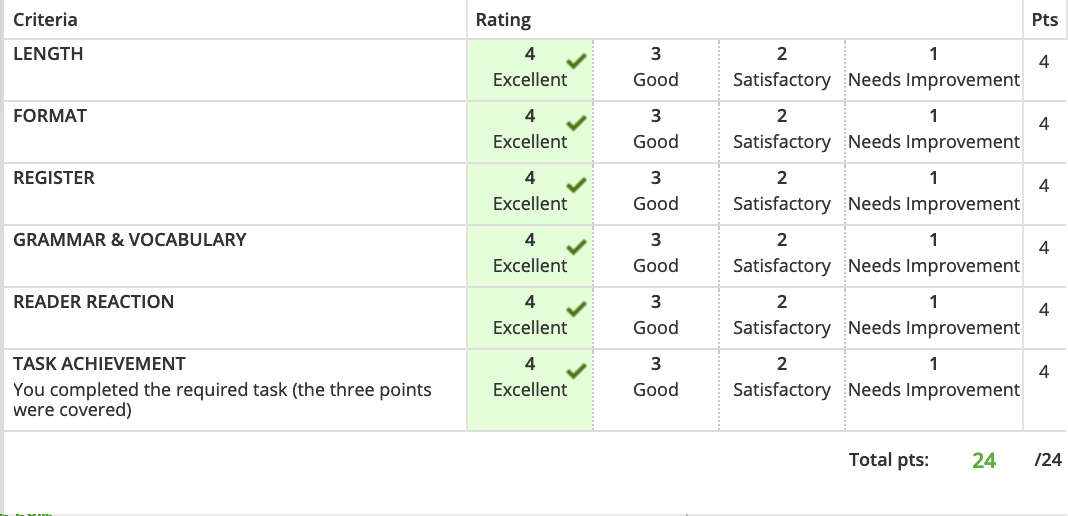 Criteria Rating Pts
LENGTH 4 3 2 1 4
Excellent Good Satisfactory Needs Improvement
FORMAT 4 3 2 1 4
Excellent Good Satisfactory Needs Improvement
REGISTER 4 3 2 1 4
Excellent Good Satisfactory Needs Improvement
GRAMMAR & VOCABULARY 4 3 2 1 4
Excellent Good Satisfactory Needs Improvement
READER REACTION 4 3 2 1 4
Excellent Good Satisfactory Needs Improvement
TASK ACHIEVEMENT 4 3 2 1 4
You completed the required task (the three points Excellent Good Satisfactory Needs Improvement
were covered)
Total pts: 24 /24